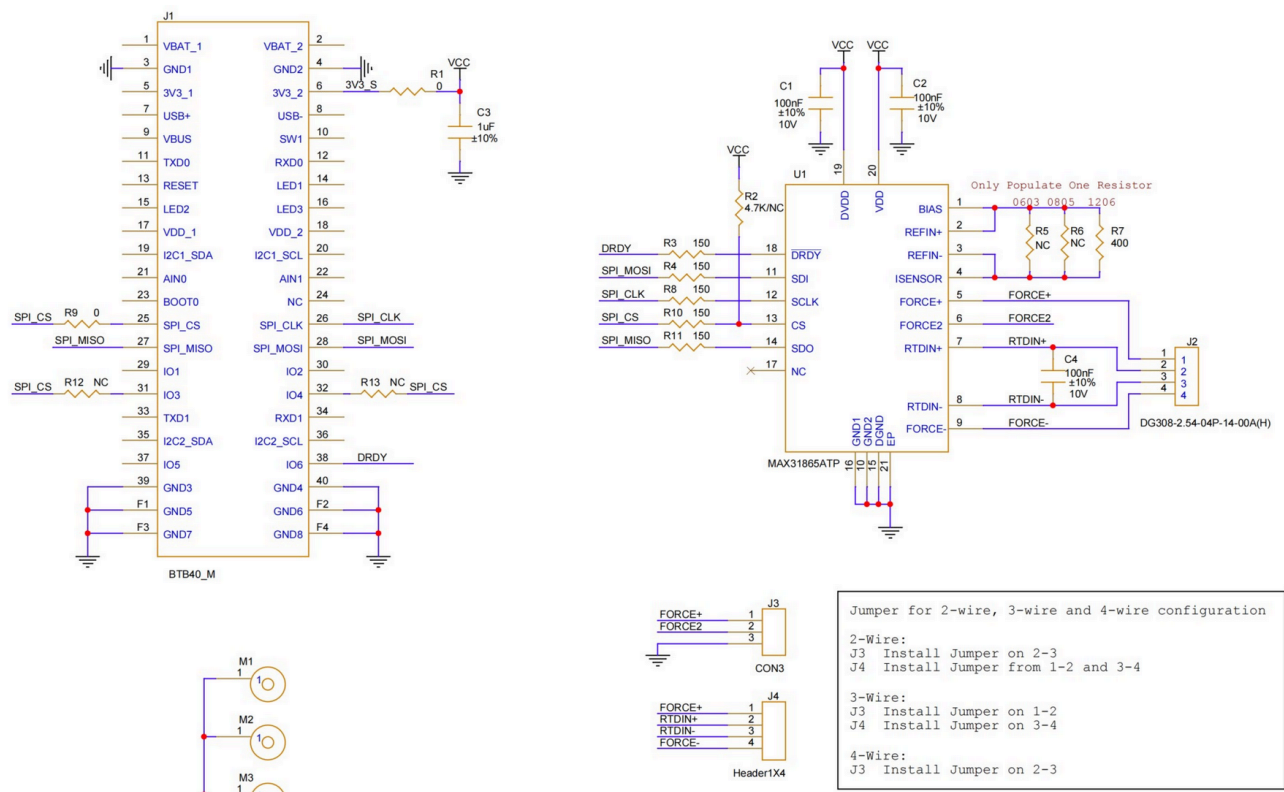 J1
1 VBAT_1 VBAT_2 2
3 GND1 GND2 4
5 3V3_1 3V3_2 6 3V3_S R1 0 VCC
C3
1uF
±10%
7 USB+ USB- 8
9 VBUS SW1 10
11 TXD0 RXD0 12
13 RESET LED1 14
15 LED2 LED3 16
17 VDD_1 VDD_2 18
19 I2C1_SDA I2C1_SCL 20
21 AIN0 AIN1 22
23 BOOT0 NC 24
SPI_CS R9 0 25 SPI_CS SPI_CLK 26 SPI_CLK
SPI_MISO 27 SPI_MISO SPI_MOSI 28 SPI_MOSI
29 IO1 IO2 30
SPI_CS R12 NC 31 IO3 IO4 32 R13 NC SPI_CS
33 TXD1 RXD1 34
35 I2C2_SDA I2C2_SCL 36
37 IO5 IO6 38 DRDY
39 GND3 GND4 40
F1 GND5 GND6 F2
F3 GND7 GND8 F4
BTB40_M
M1
1 1
M2
1 1
M3
1
VCC VCC
C1
100nF
±10%
10V
C2
100nF
±10%
10V
VCC
R2
4.7K/NC
U1
19 DVDD
20 VDD
DRDY R3 150 18 DRDY
SPI_MOSI R4 150 11 SDI
SPI_CLK R8 150 12 SCLK
SPI_CS R10 150 13 CS
SPI_MISO R11 150 14 SDO
17 NC
BIAS 1
REFIN+ 2
REFIN- 3
ISENSOR 4
FORCE+ 5 FORCE+
FORCE2 6 FORCE2
RTDIN+ 7 RTDIN+
RTDIN- 8 RTDIN-
FORCE- 9 FORCE-
GND1 GND2 DGND EP
16 10 15 21
MAX31865ATP
Only Populate One Resistor
0603 0805 1206
R5
NC
R6
NC
R7
400
C4
100nF
±10%
10V
J2
1 1
2 2
3 3
4 4
DG308-2.54-04P-14-00A(H)
J3
FORCE+ 1
FORCE2 2
3
CON3
J4
FORCE+ 1
RTDIN+ 2
RTDIN- 3
FORCE- 4
Header1X4
Jumper for 2-wire, 3-wire and 4-wire configuration
2-Wire:
J3 Install Jumper on 2-3
J4 Install Jumper from 1-2 and 3-4
3-Wire:
J3 Install Jumper on 1-2
J4 Install Jumper on 3-4
4-Wire:
J3 Install Jumper on 2-3